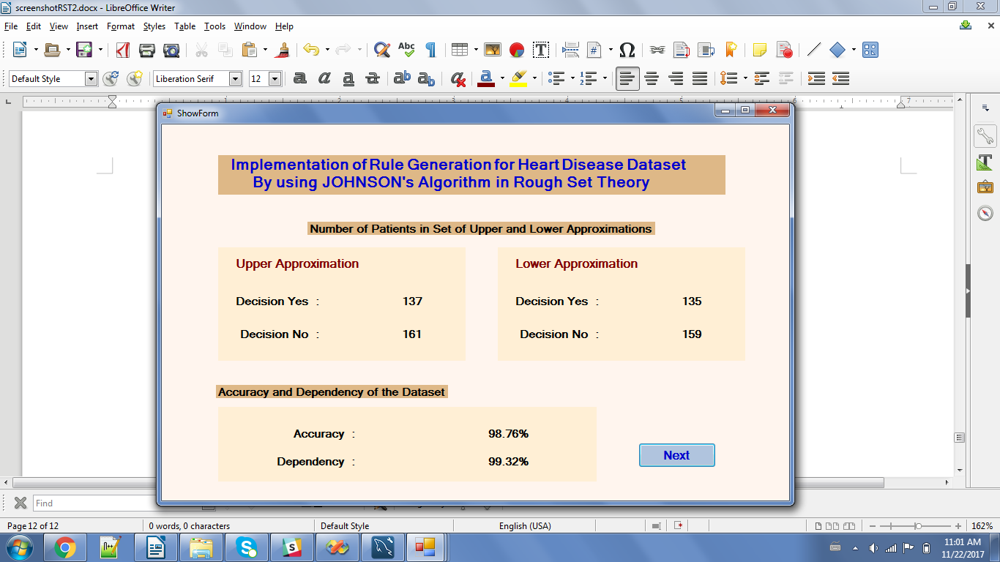 screenshotRST2.docx - LibreOffice Writer
File Edit View Insert Format Styles Table Tools Window Help
Abc
Default Style Liberation Serif 12
ShowForm
Implementation of Rule Generation for Heart Disease Dataset
By using JOHNSON's Algorithm in Rough Set Theory
Number of Patients in Set of Upper and Lower Approximations
Upper Approximation
Decision Yes : 137
Decision No : 161
Lower Approximation
Decision Yes : 135
Decision No : 159
Accuracy and Dependency of the Dataset
Accuracy : 98.76%
Dependency : 99.32%
Next
Find
Page 12 of 12 0 words, 0 characters Default Style English (USA) 162%
11:01 AM
11/22/2017